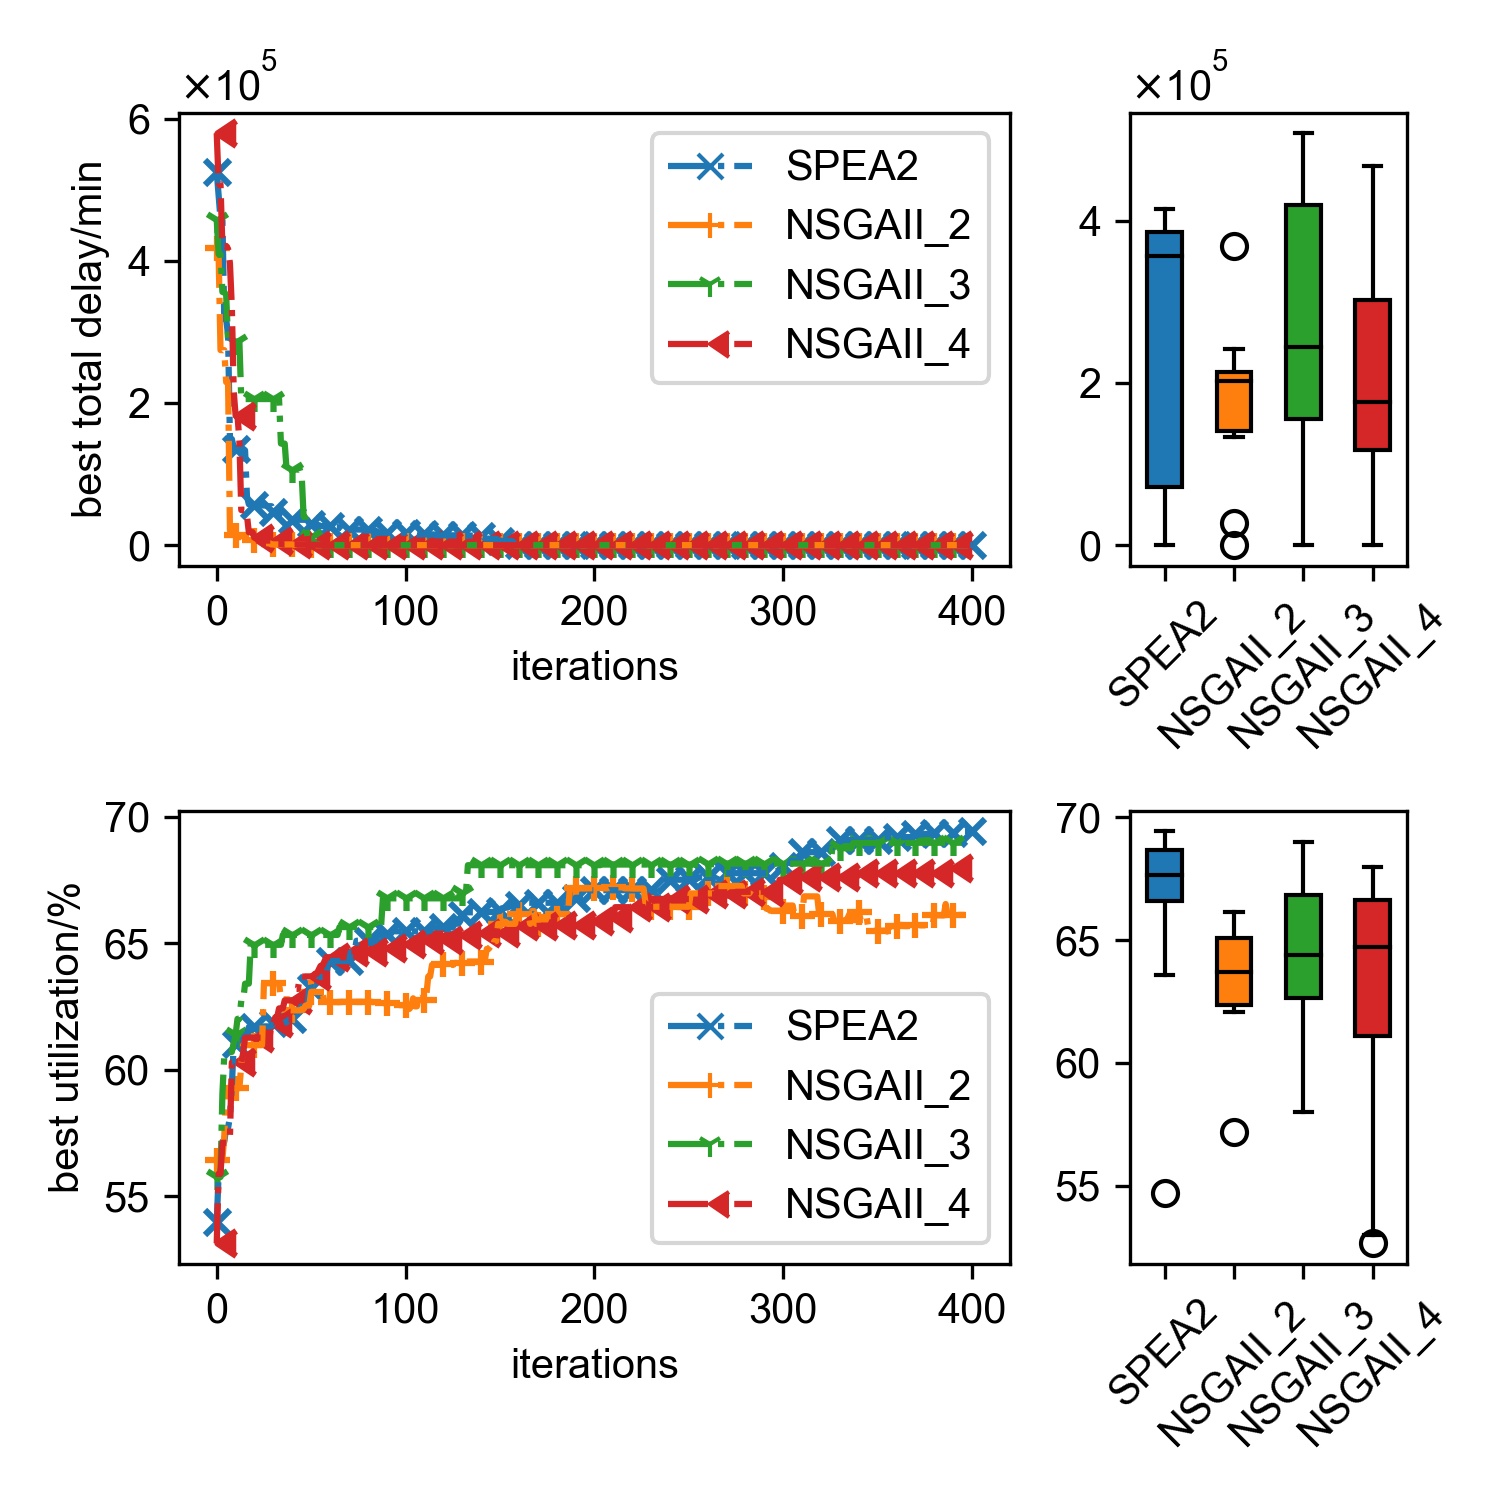 ×10^5
6
4
2
0
best total delay/min
0 100 200 300 400
iterations
SPEA2
NSGAII_2
NSGAII_3
NSGAII_4
×10^5
4
2
0
SPEA2
NSGAII_2
NSGAII_3
NSGAII_4
70
65
60
55
best utilization/%
0 100 200 300 400
iterations
SPEA2
NSGAII_2
NSGAII_3
NSGAII_4
70
65
60
55
SPEA2
NSGAII_2
NSGAII_3
NSGAII_4